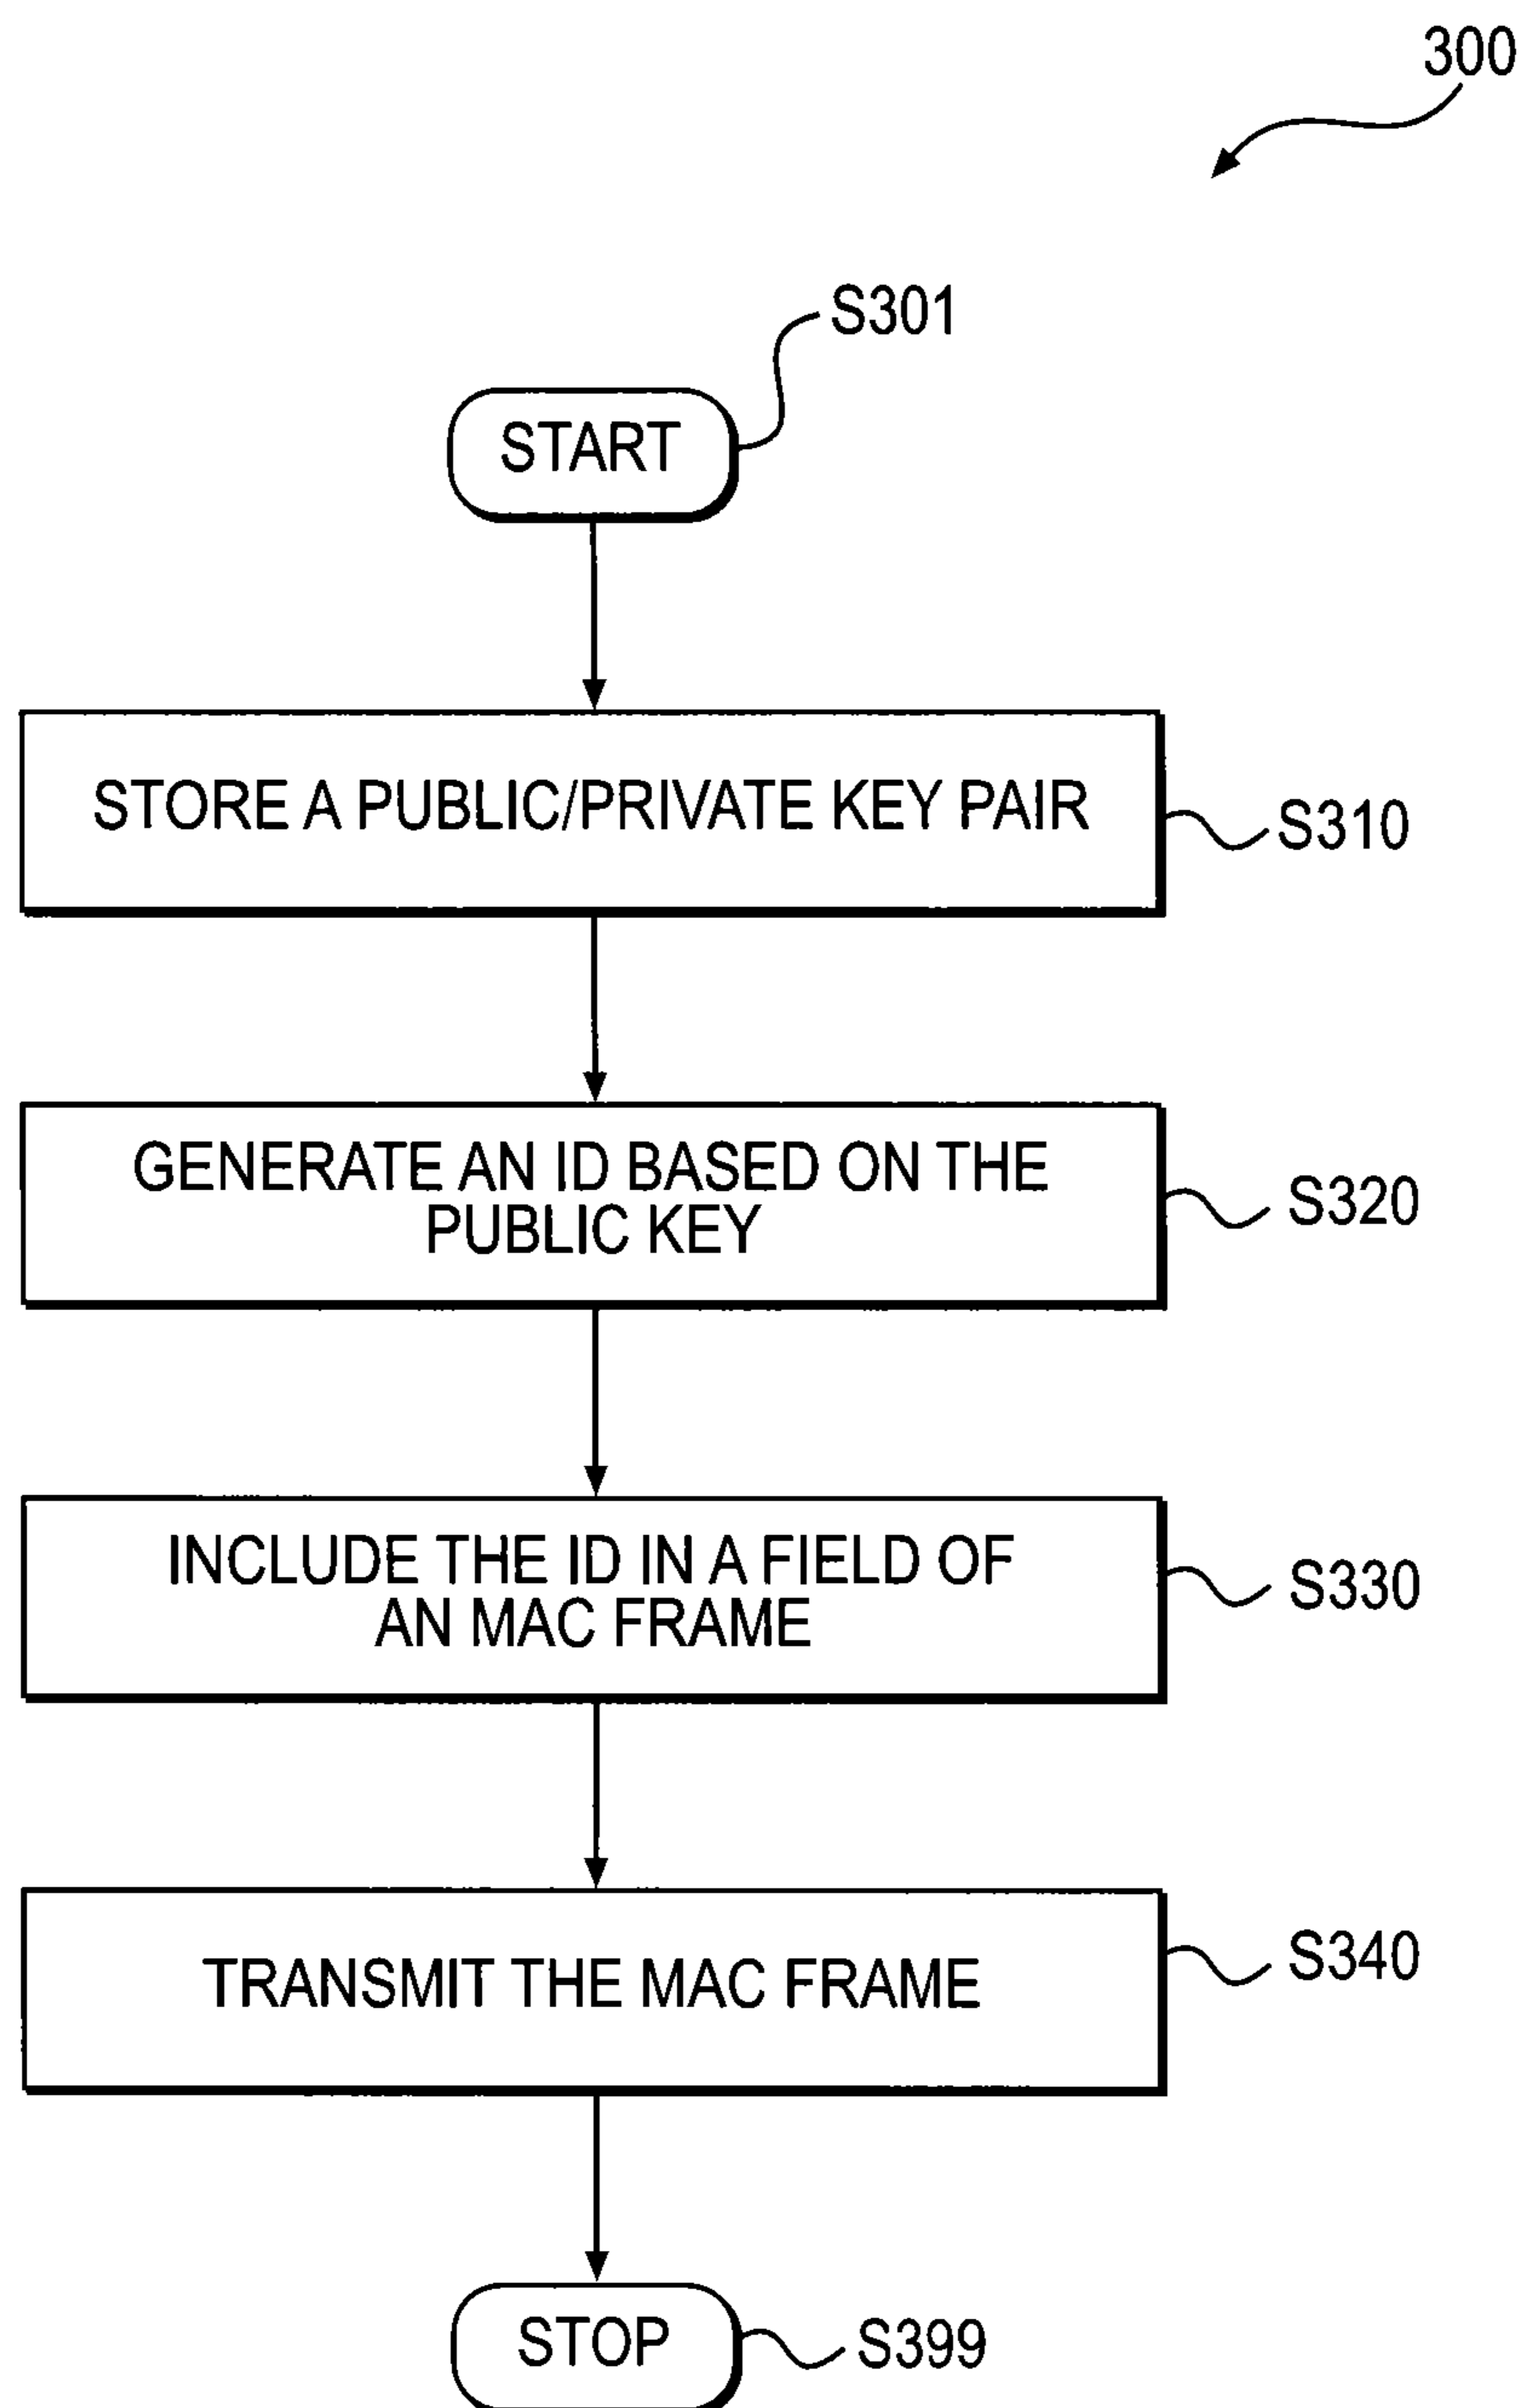 300
S301
START
STORE A PUBLIC/PRIVATE KEY PAIR
S310
GENERATE AN ID BASED ON THE
PUBLIC KEY
S320
INCLUDE THE ID IN A FIELD OF
AN MAC FRAME
S330
TRANSMIT THE MAC FRAME
S340
STOP
S399